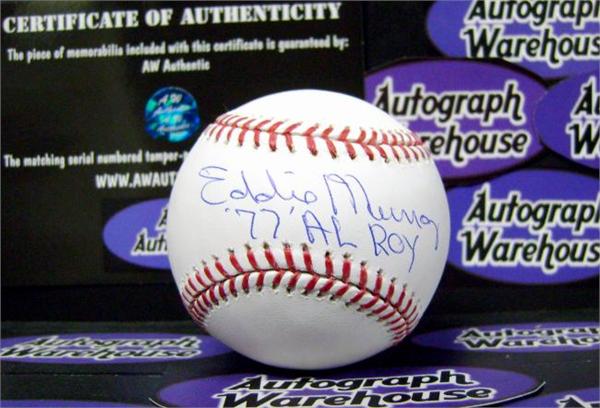 CERTIFICATE OF AUTHENTICITY
The piece of memorabilia included with this certificate is guaranteed by:
AW Authentic
The matching serial numbered tamper-
WWW.AWAUT
Eddie Murray
'77 AL ROY
Autograph
Warehouse
Autograph
Warehouse
Autograph
Warehouse
Autograph Warehouse
Autograph Warehouse
Autograph Warehouse